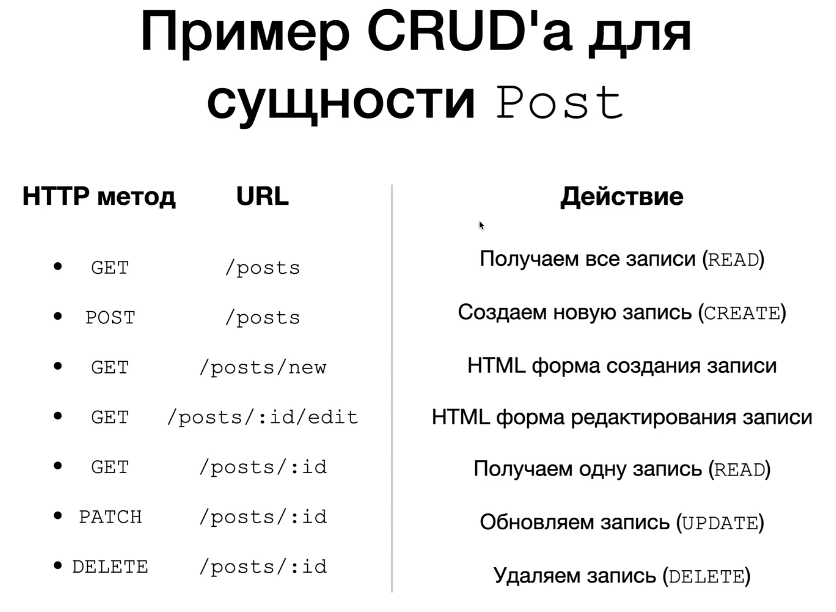 Пример CRUD'а для
сущности Post
HTTP метод URL Действие
• GET /posts Получаем все записи (READ)
• POST /posts Создаем новую запись (CREATE)
• GET /posts/new HTML форма создания записи
• GET /posts/:id/edit HTML форма редактирования записи
• GET /posts/:id Получаем одну запись (READ)
• PATCH /posts/:id Обновляем запись (UPDATE)
• DELETE /posts/:id Удаляем запись (DELETE)